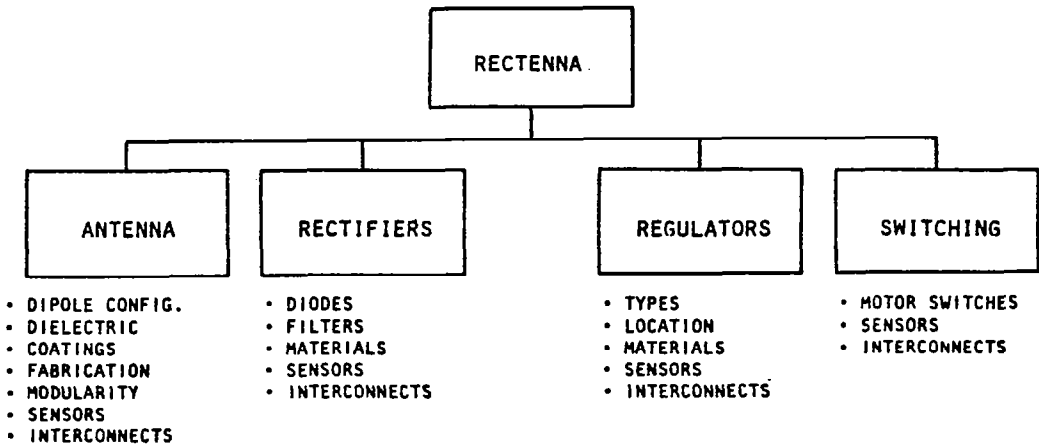 RECTENNA
ANTENNA
• DIPOLE CONFIG.
• DIELECTRIC
• COATINGS
• FABRICATION
• MODULARITY
• SENSORS
• INTERCONNECTS
RECTIFIERS
• DIODES
• FILTERS
• MATERIALS
• SENSORS
• INTERCONNECTS
REGULATORS
• TYPES
• LOCATION
• MATERIALS
• SENSORS
• INTERCONNECTS
SWITCHING
• MOTOR SWITCHES
• SENSORS
• INTERCONNECTS